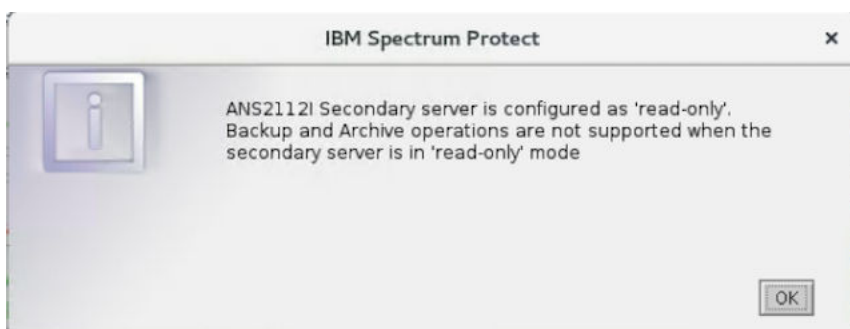 IBM Spectrum Protect
×
ANS2112I Secondary server is configured as 'read-only'.
Backup and Archive operations are not supported when the
secondary server is in 'read-only' mode
OK